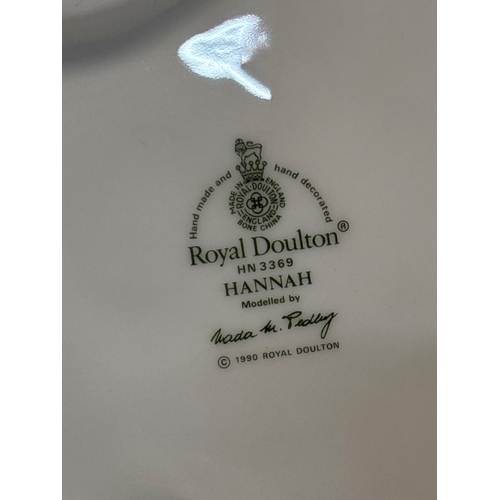 Hand made and hand decorated
MADE IN ENGLAND
ROYAL DOULTON
ENGLAND
BONE CHINA
Royal Doulton®
HN 3369
HANNAH
Modelled by
Nada M. Pedley
© 1990 ROYAL DOULTON